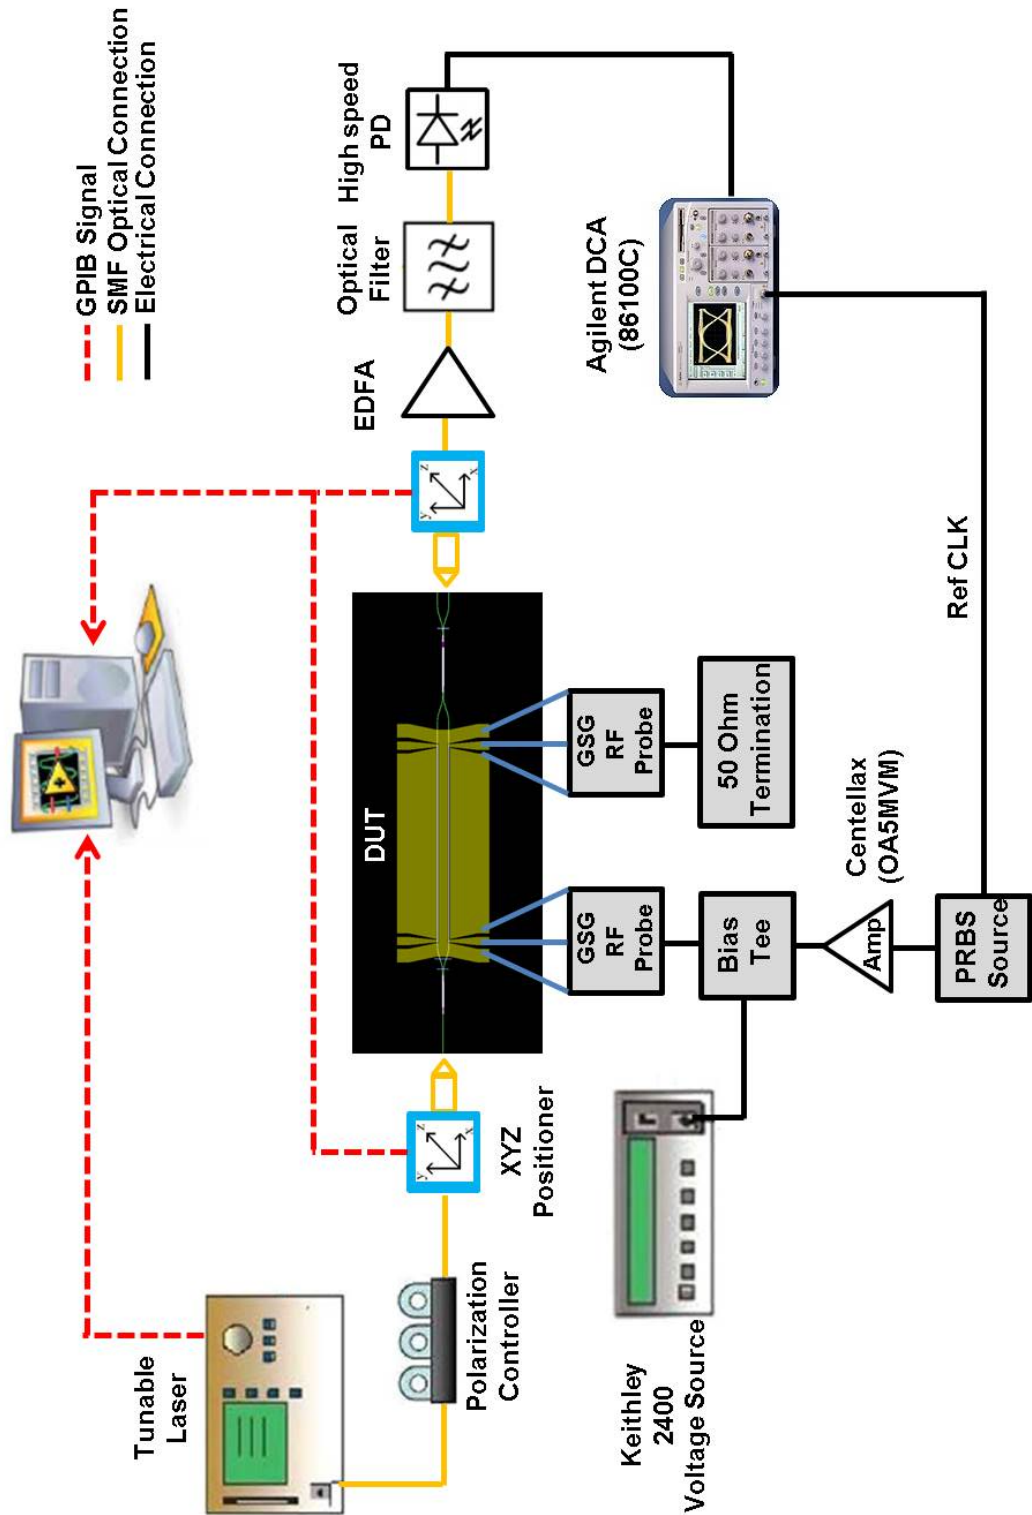 GPIB Signal
SMF Optical Connection
Electrical Connection
Tunable
Laser
Polarization
Controller
XYZ
Positioner
y
z
x
DUT
y
z
x
EDFA
Optical
Filter
High speed
PD
Keithley
2400
Voltage Source
GSG
RF
Probe
GSG
RF
Probe
Bias
Tee
50 Ohm
Termination
Amp
Centellax
(OA5MVM)
PRBS
Source
Ref CLK
Agilent DCA
(86100C)